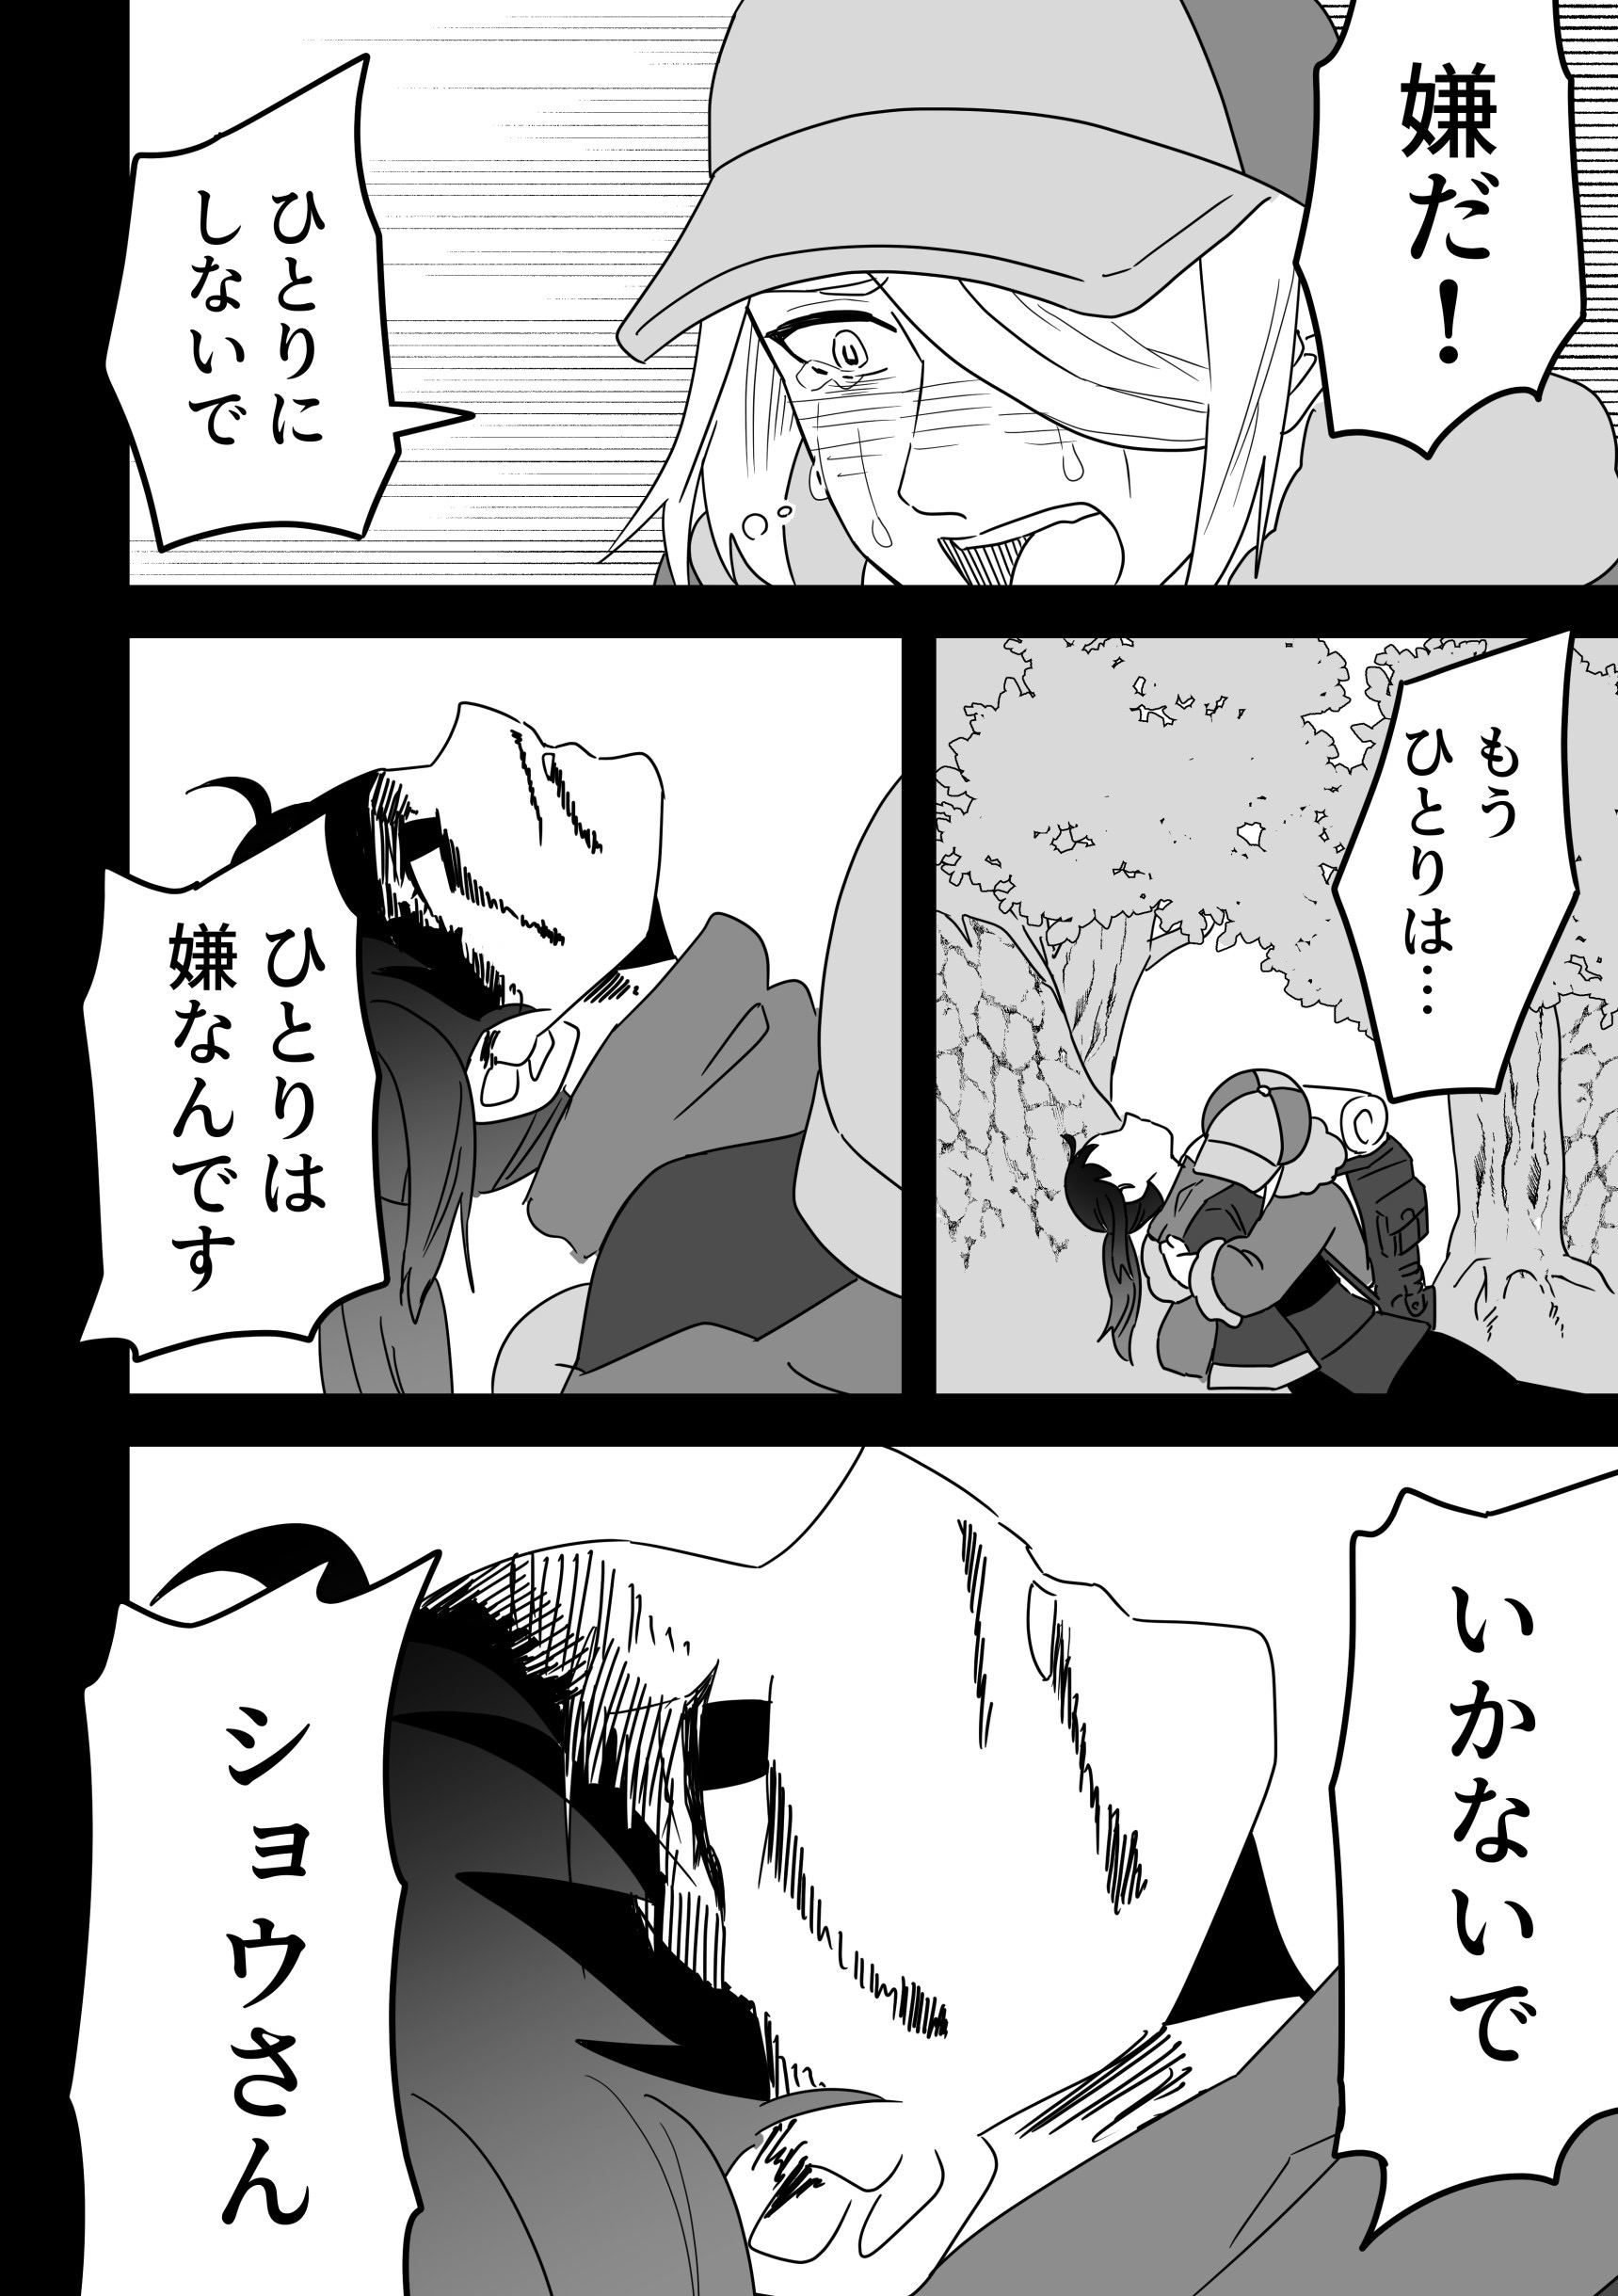 嫌だ！
ひとりに
しないで
もう
ひとりは…
ひとりは
嫌なんです
いかないで
ショウさん